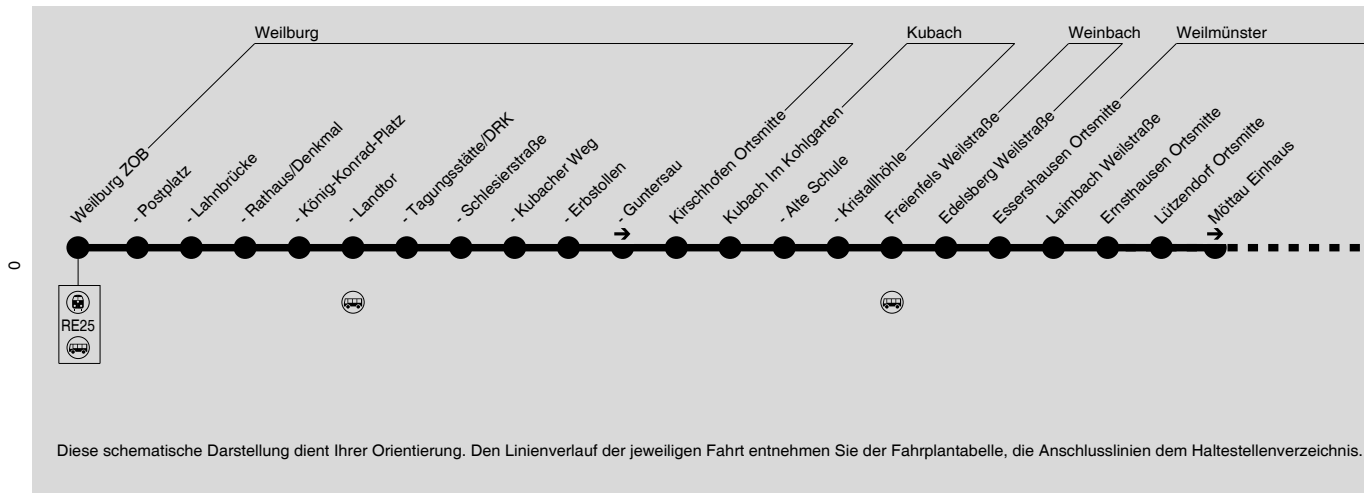 Weilburg
Kubach
Weinbach
Weilmünster
Weilburg ZOB
- Postplatz
- Lahnbrücke
- Rathaus/Denkmal
- König-Konrad-Platz
- Landtor
- Tagungsstätte/DRK
- Schlesierstraße
- Kubacher Weg
- Erbstollen
- Guntersau
Kirschhofen Ortsmitte
Kubach Im Kohlgarten
- Alte Schule
- Kristallhöhle
Freienfels Weilstraße
Edelsberg Weilstraße
Essershausen Ortsmitte
Laimbach Weilstraße
Ernsthausen Ortsmitte
Lützendorf Ortsmitte
Möttau Einhaus
0
RE25
Diese schematische Darstellung dient Ihrer Orientierung. Den Linienverlauf der jeweiligen Fahrt entnehmen Sie der Fahrplantabelle, die Anschlusslinien dem Haltestellenverzeichnis.